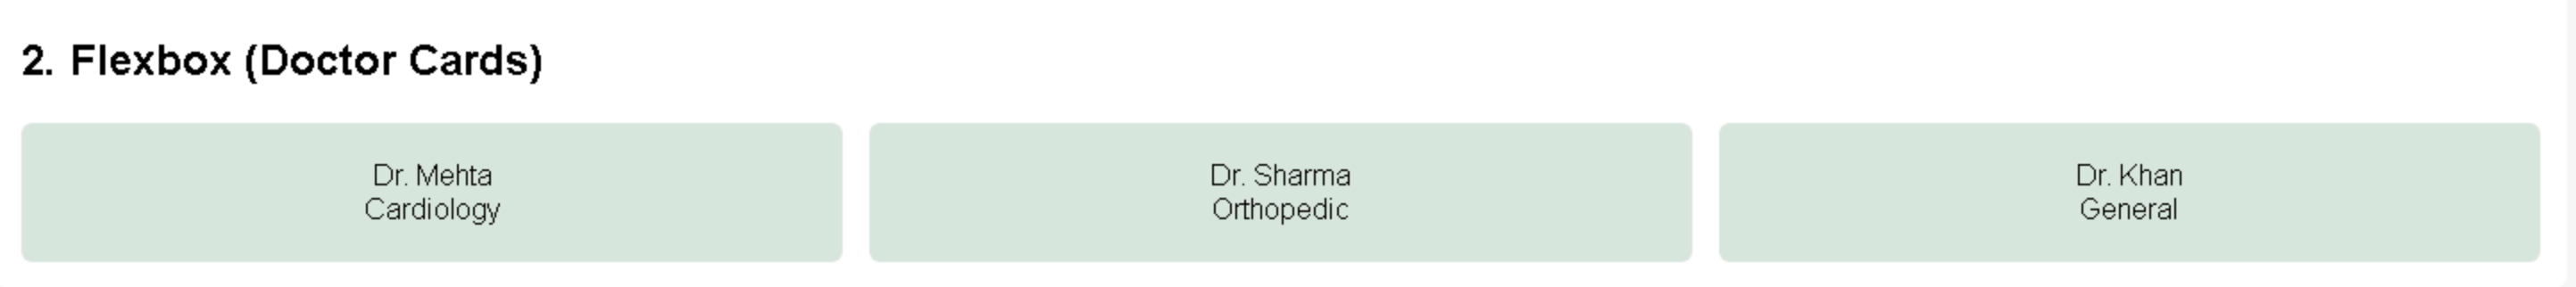 2. Flexbox (Doctor Cards)
Dr. Mehta
Cardiology
Dr. Sharma
Orthopedic
Dr. Khan
General